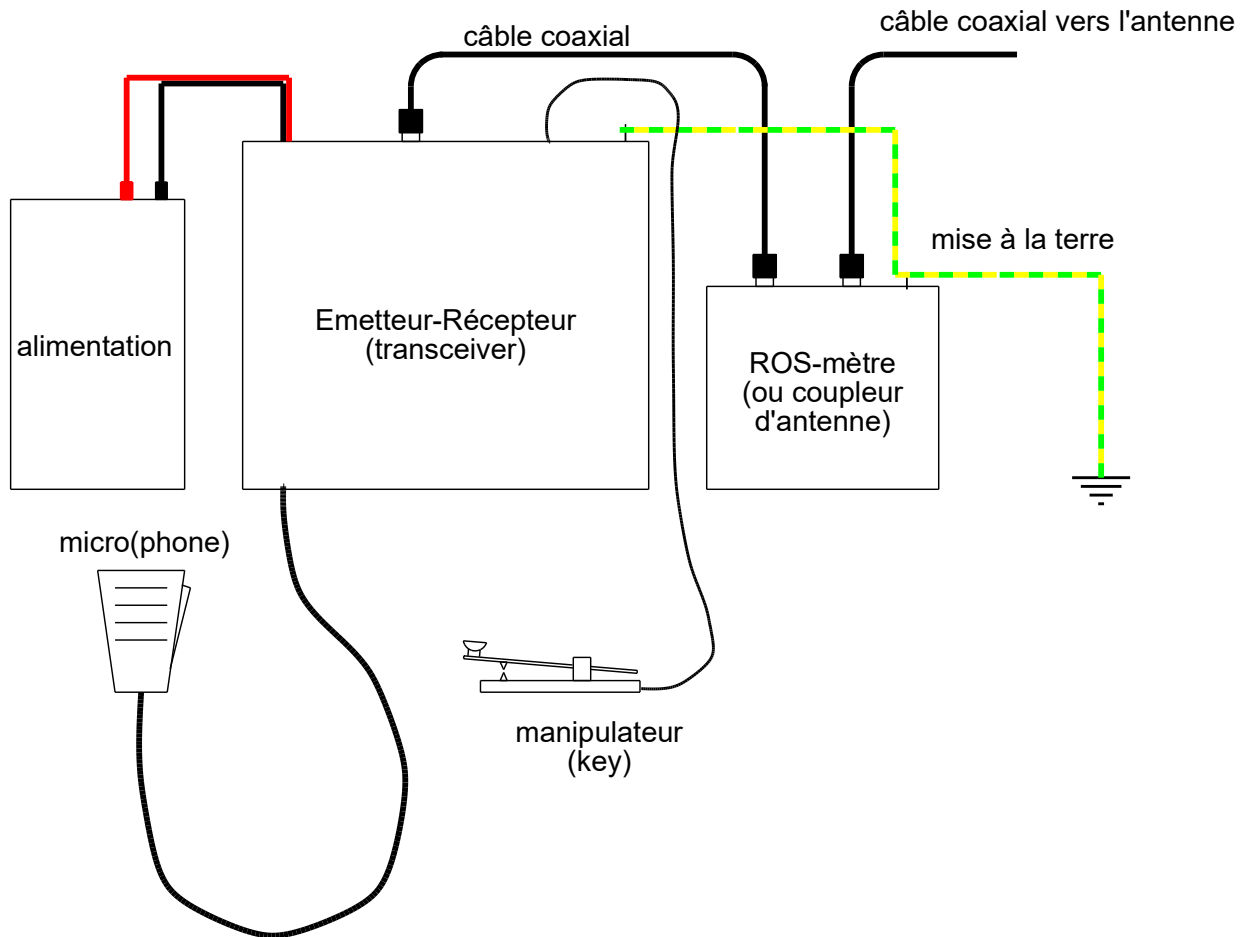 câble coaxial vers l'antenne
câble coaxial
mise à la terre
Emetteur-Récepteur
(transceiver)
alimentation
ROS-mètre
(ou coupleur
d'antenne)
micro(phone)
manipulateur
(key)